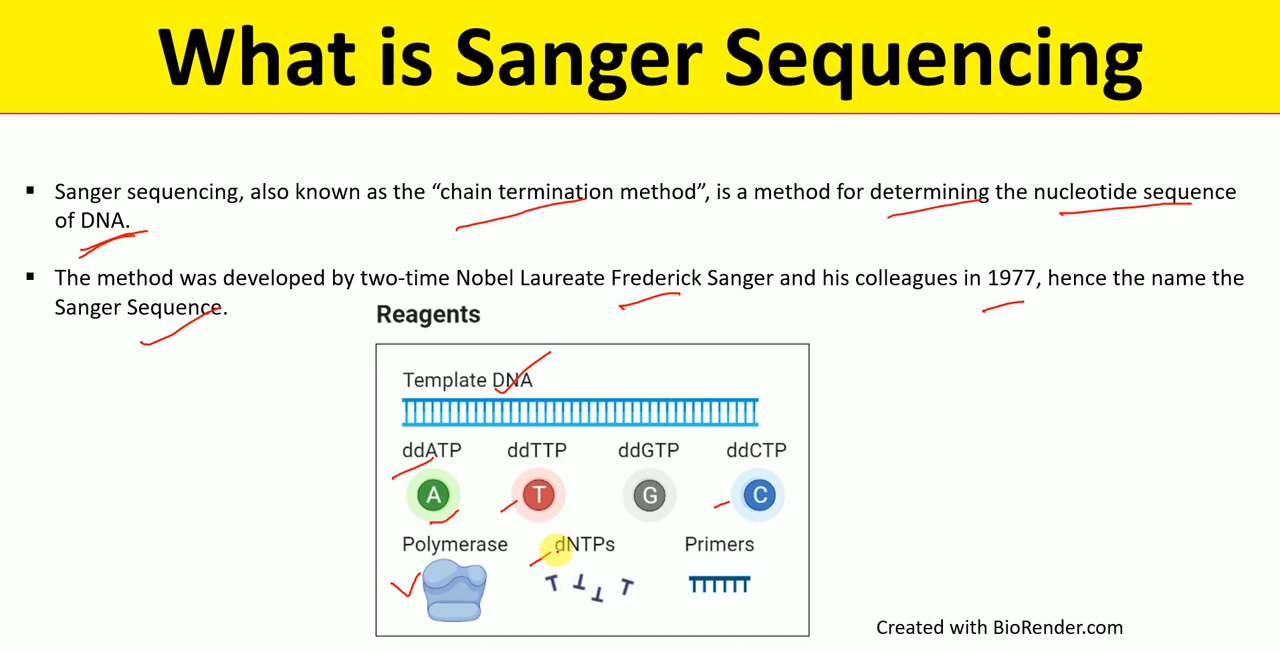 What is Sanger Sequencing
▪ Sanger sequencing, also known as the “chain termination method”, is a method for determining the nucleotide sequence
of DNA.
▪ The method was developed by two-time Nobel Laureate Frederick Sanger and his colleagues in 1977, hence the name the
Sanger Sequence.
Reagents
Template DNA
ddATP ddTTP ddGTP ddCTP
A T G C
Polymerase dNTPs Primers
Created with BioRender.com